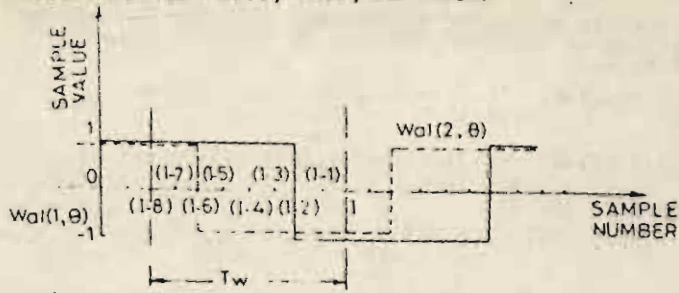 SAMPLE VALUE
1
0
-1
Wal(1,θ)
Wal(2,θ)
(1-7) (1-5) (1-3) (1-1)
(1-8) (1-6) (1-4) (1-2) 1
SAMPLE NUMBER
Tw